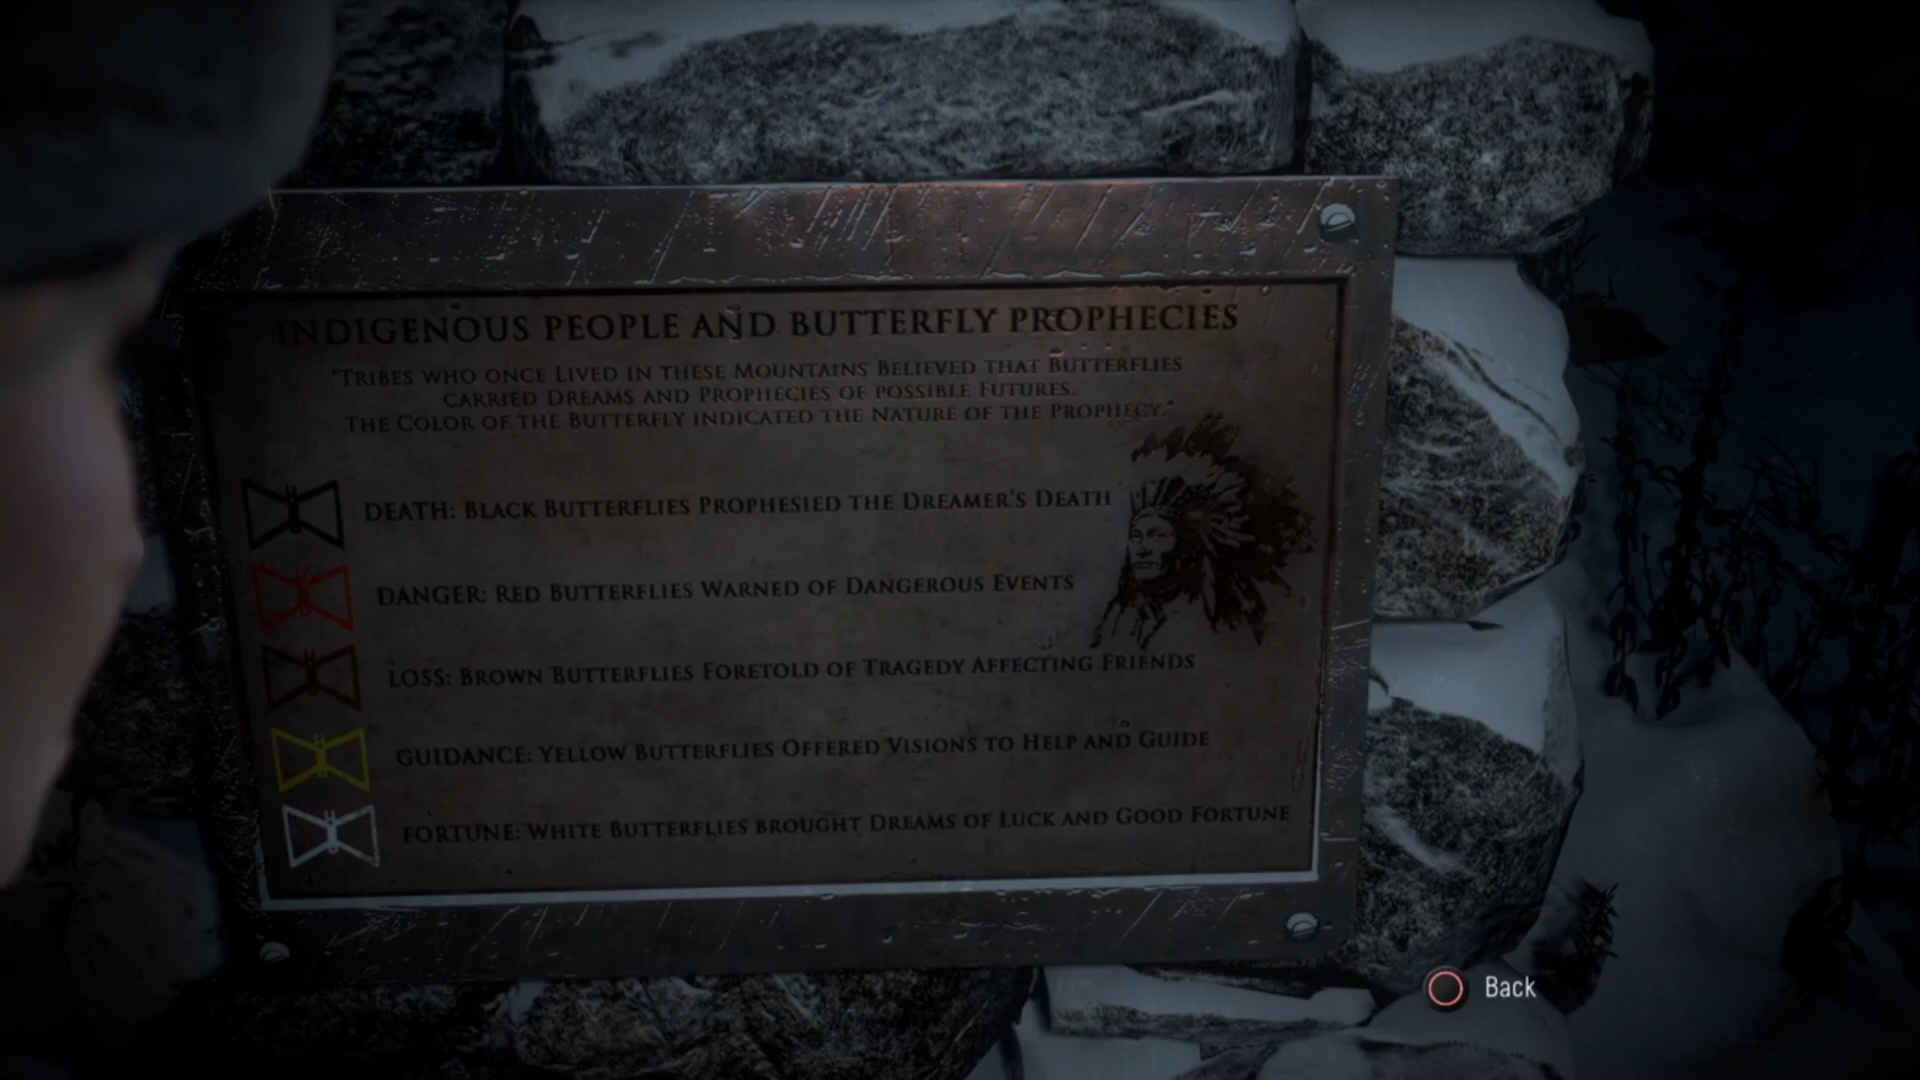 INDIGENOUS PEOPLE AND BUTTERFLY PROPHECIES
"TRIBES WHO ONCE LIVED IN THESE MOUNTAINS BELIEVED THAT BUTTERFLIES
CARRIED DREAMS AND PROPHECIES OF POSSIBLE FUTURES.
THE COLOR OF THE BUTTERFLY INDICATED THE NATURE OF THE PROPHECY."
DEATH: BLACK BUTTERFLIES PROPHESIED THE DREAMER'S DEATH
DANGER: RED BUTTERFLIES WARNED OF DANGEROUS EVENTS
LOSS: BROWN BUTTERFLIES FORETOLD OF TRAGEDY AFFECTING FRIENDS
GUIDANCE: YELLOW BUTTERFLIES OFFERED VISIONS TO HELP AND GUIDE
FORTUNE: WHITE BUTTERFLIES BROUGHT DREAMS OF LUCK AND GOOD FORTUNE
Back